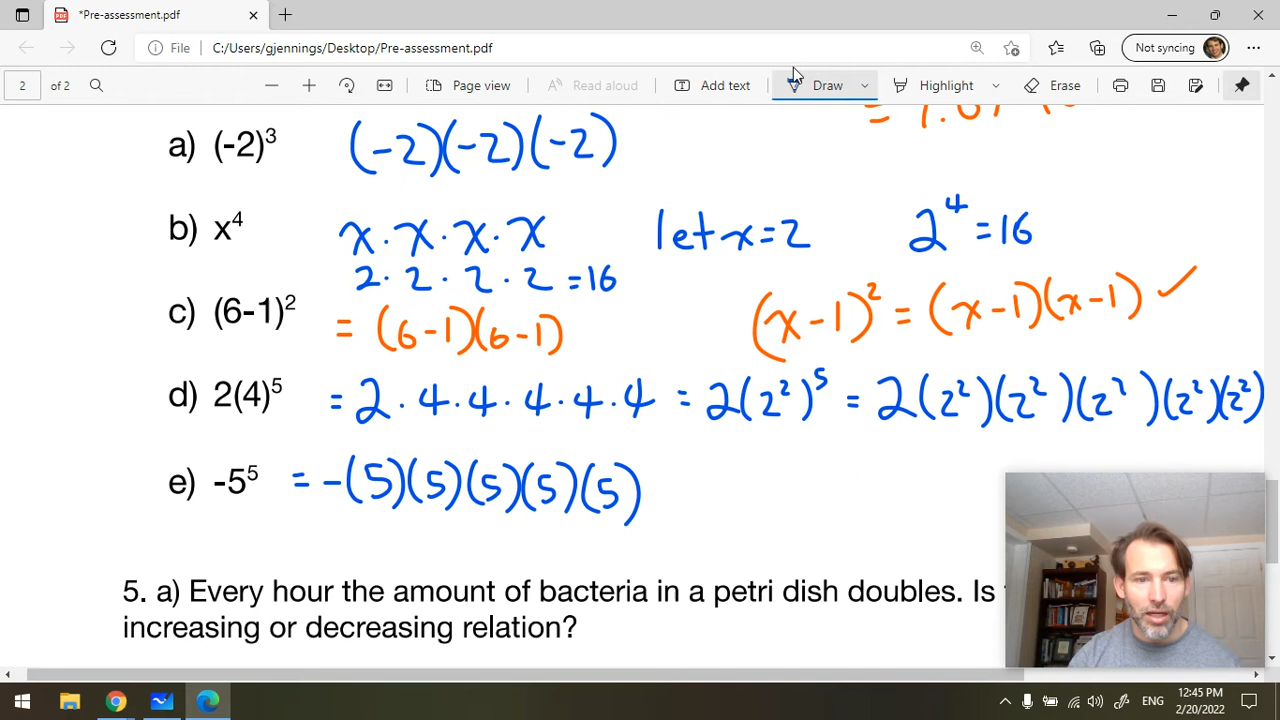 *Pre-assessment.pdf
File C:/Users/gjennings/Desktop/Pre-assessment.pdf Not syncing
2 of 2 Page view Read aloud Add text Draw Highlight Erase
a) (-2)³ (-2)(-2)(-2)
b) x⁴ x·x·x·x let x=2 2⁴=16
2·2·2·2=16
c) (6-1)² =(6-1)(6-1) (x-1)²=(x-1)(x-1) ✓
d) 2(4)⁵ =2·4·4·4·4·4=2(2²)⁵=2(2²)(2²)(2²)(2²)(2²)
e) -5⁵ =-(5)(5)(5)(5)(5)
5. a) Every hour the amount of bacteria in a petri dish doubles. Is
increasing or decreasing relation?
ENG 12:45 PM
2/20/2022